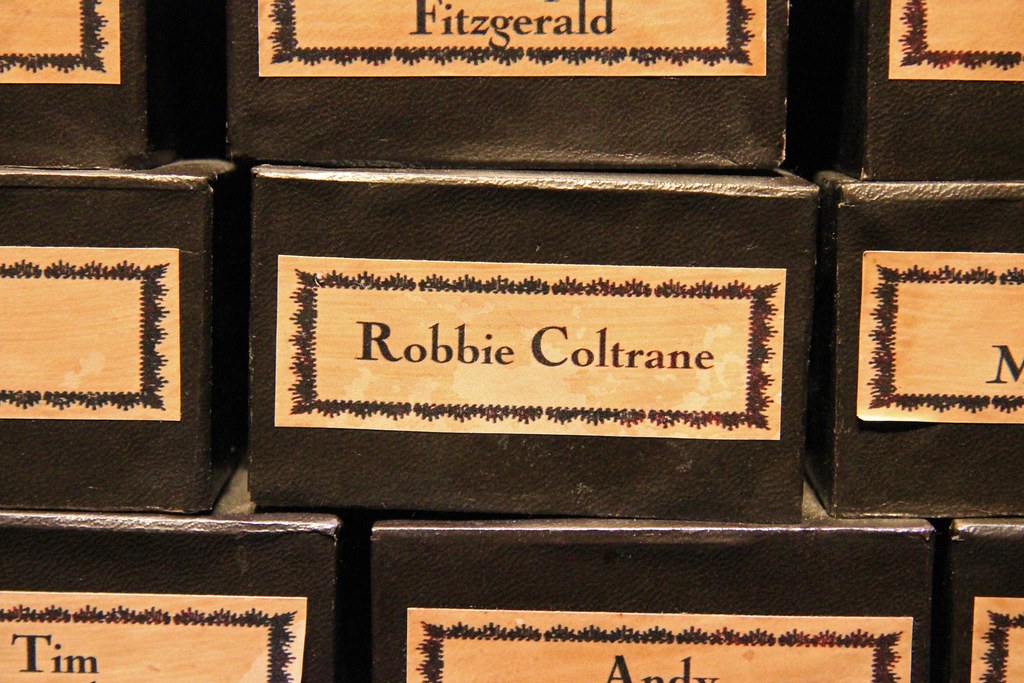 Fitzgerald
Robbie Coltrane
M
Tim
Andy